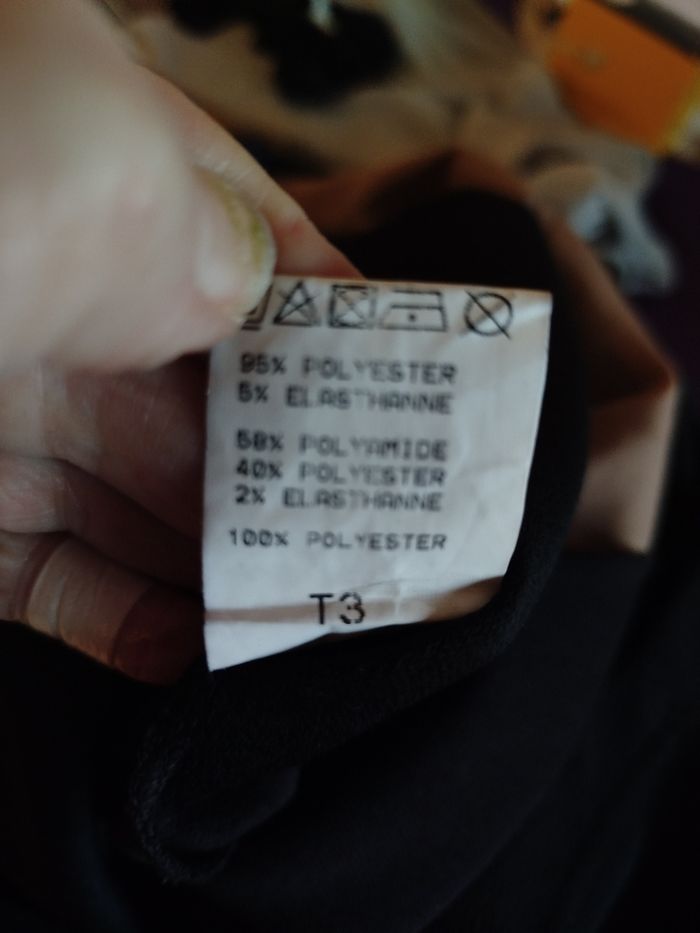 95% POLYESTER
5% ELASTHANNE
58% POLYAMIDE
40% POLYESTER
2% ELASTHANNE
100% POLYESTER
T3